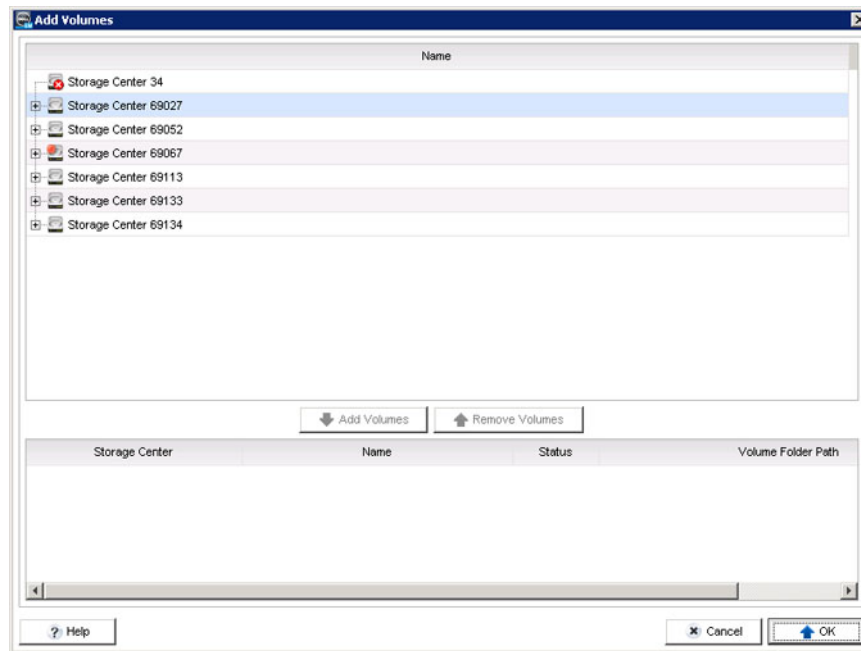 Add Volumes
Name
Storage Center 34
Storage Center 69027
Storage Center 69052
Storage Center 69067
Storage Center 69113
Storage Center 69133
Storage Center 69134
Add Volumes Remove Volumes
Storage Center Name Status Volume Folder Path
? Help Cancel OK